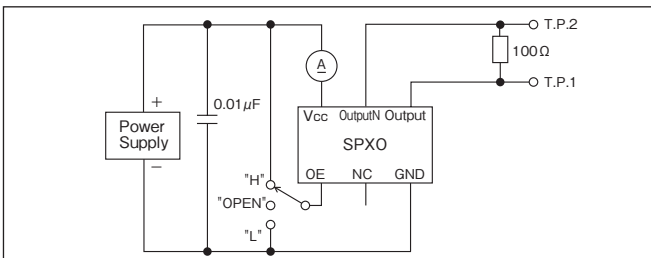 T.P.2
100Ω
T.P.1
A
0.01μF
+
Power
Supply
−
Vcc OutputN Output
SPXO
OE NC GND
"H"
"OPEN"
"L"